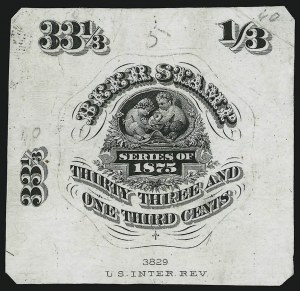 33⅓ 1/3
BEER STAMP
SERIES OF
1875
33⅓
THIRTY THREE AND
ONE THIRD CENTS
3829
U.S. INTER. REV.